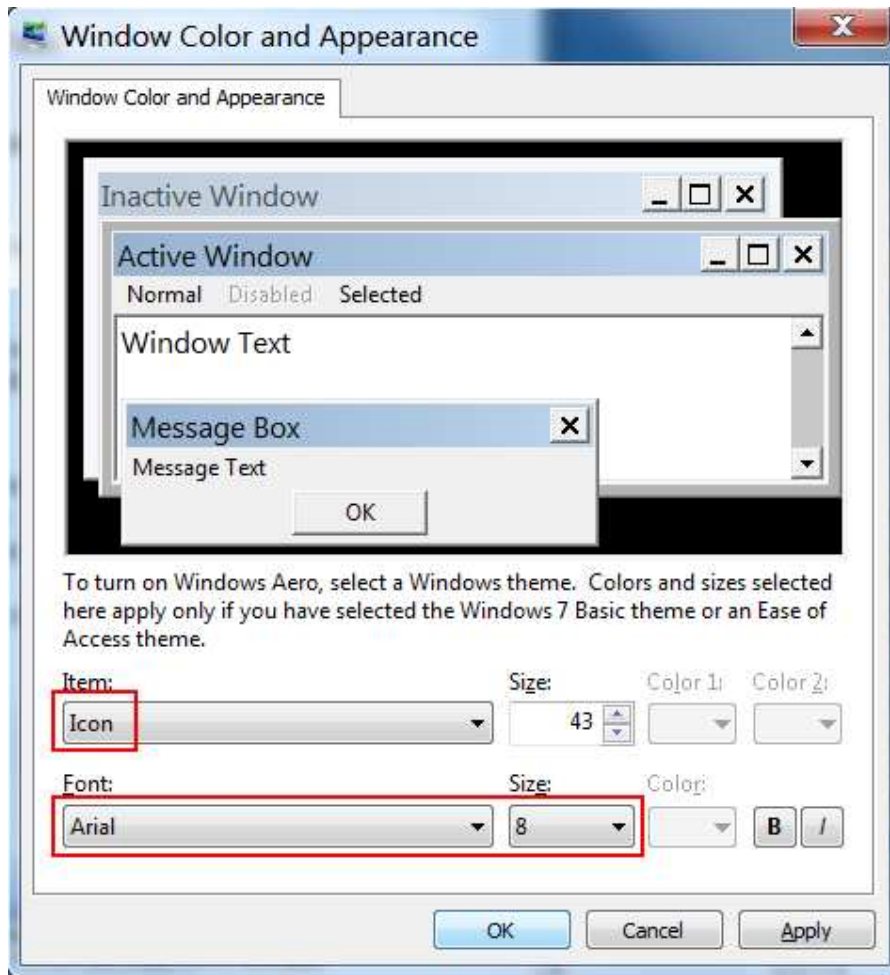 Window Color and Appearance
Window Color and Appearance
Inactive Window
Active Window
Normal Disabled Selected
Window Text
Message Box
Message Text
OK
To turn on Windows Aero, select a Windows theme. Colors and sizes selected
here apply only if you have selected the Windows 7 Basic theme or an Ease of
Access theme.
Item: Size: Color 1: Color 2:
Icon 43
Font: Size: Color:
Arial 8 B I
OK Cancel Apply